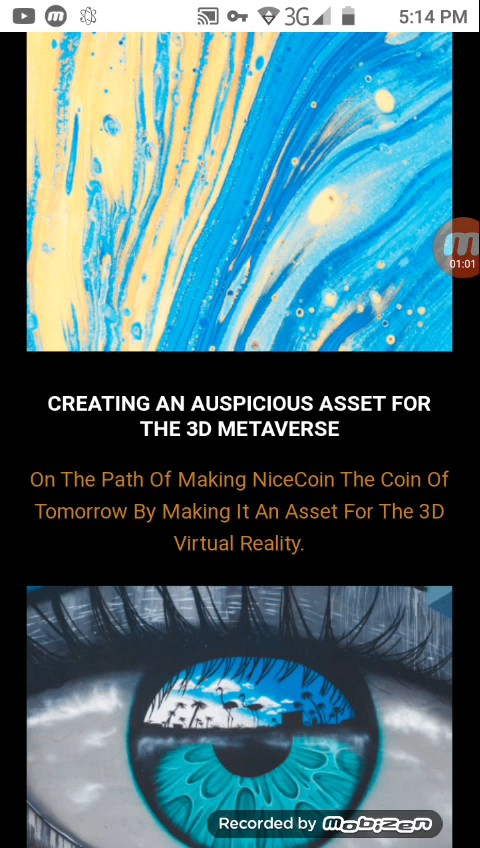 3G 5:14 PM
01:01
CREATING AN AUSPICIOUS ASSET FOR
THE 3D METAVERSE
On The Path Of Making NiceCoin The Coin Of
Tomorrow By Making It An Asset For The 3D
Virtual Reality.
Recorded by mobizen